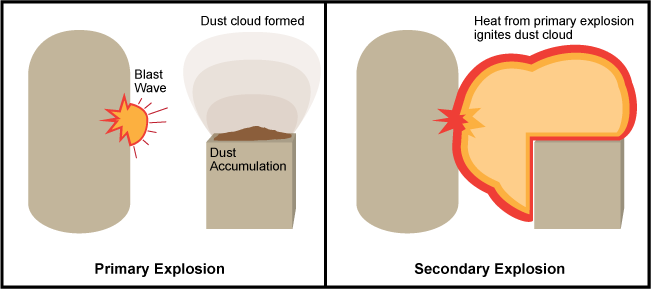 Dust cloud formed
Blast
Wave
Dust
Accumulation
Primary Explosion
Heat from primary explosion
ignites dust cloud
Secondary Explosion